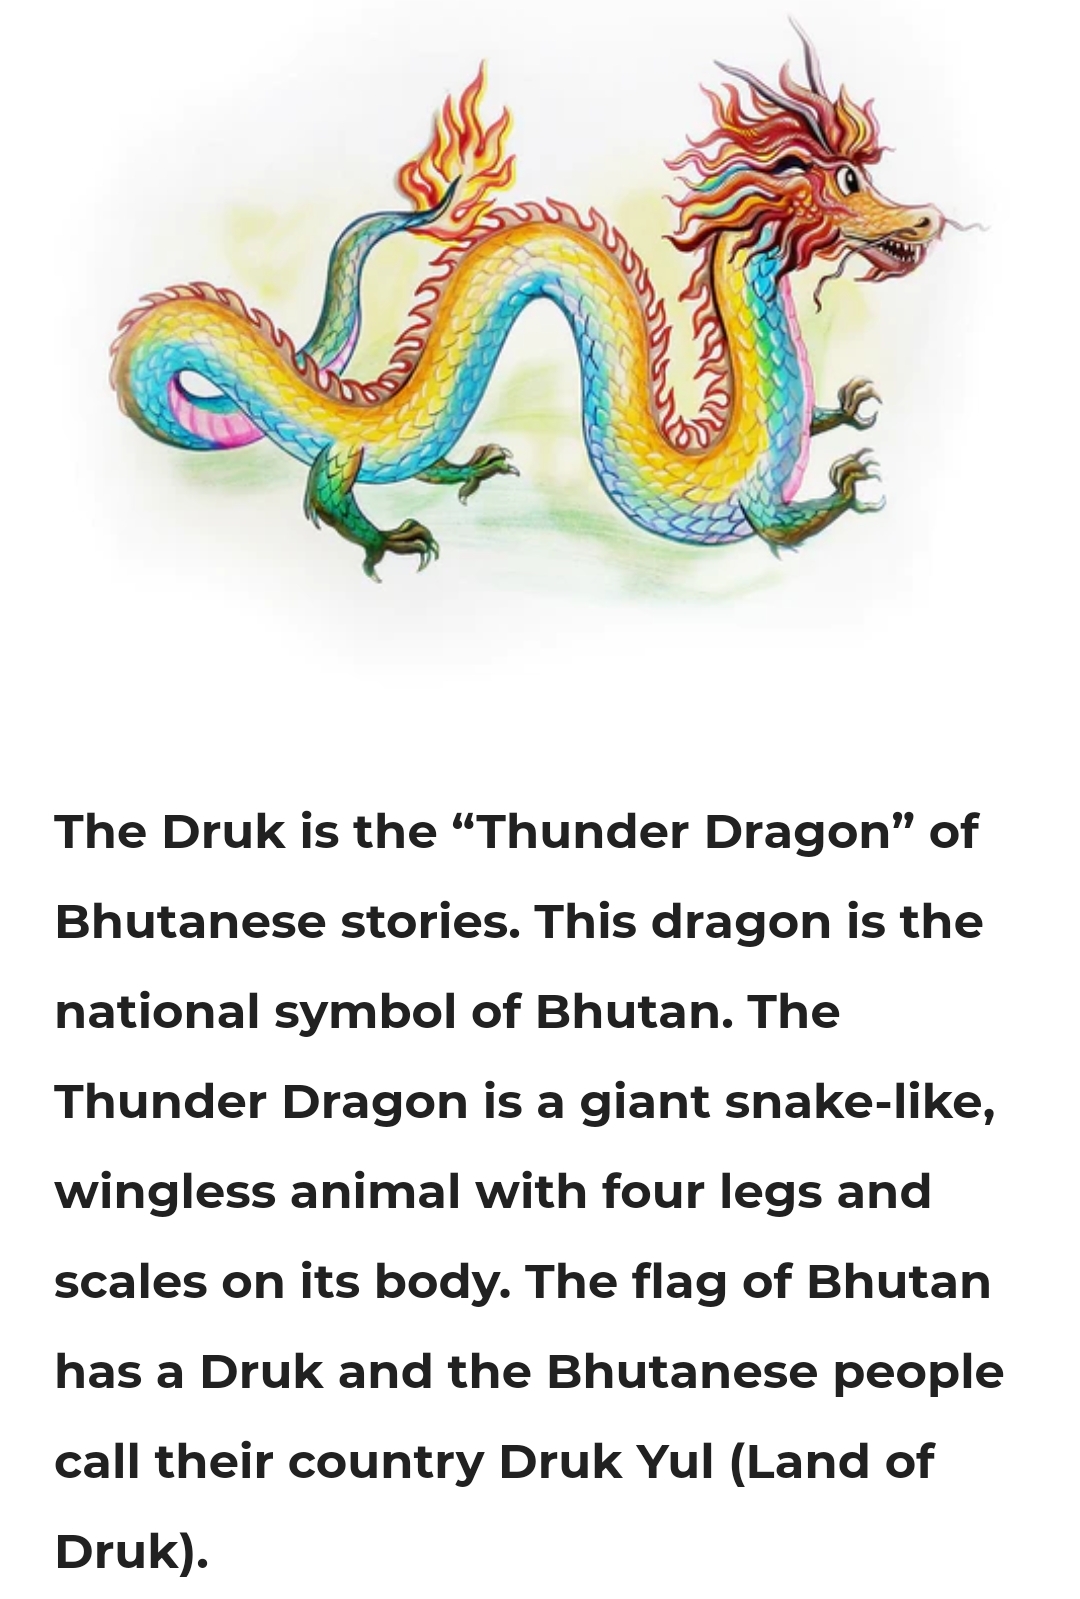 The Druk is the “Thunder Dragon” of
Bhutanese stories. This dragon is the
national symbol of Bhutan. The
Thunder Dragon is a giant snake-like,
wingless animal with four legs and
scales on its body. The flag of Bhutan
has a Druk and the Bhutanese people
call their country Druk Yul (Land of
Druk).